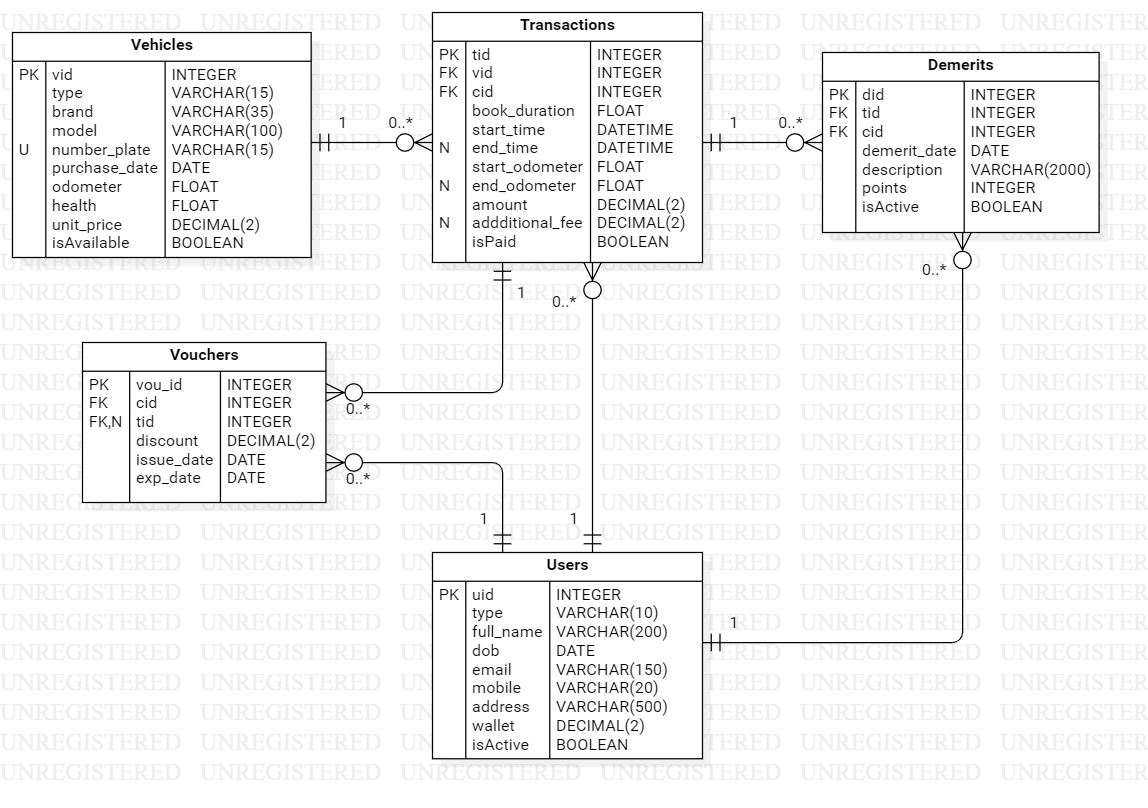 Vehicles
PK vid INTEGER
type VARCHAR(15)
brand VARCHAR(35)
model VARCHAR(100)
U number_plate VARCHAR(15)
purchase_date DATE
odometer FLOAT
health FLOAT
unit_price DECIMAL(2)
isAvailable BOOLEAN
1 0..*
Transactions
PK tid INTEGER
FK vid INTEGER
FK cid INTEGER
book_duration FLOAT
start_time DATETIME
N end_time DATETIME
start_odometer FLOAT
N end_odometer FLOAT
amount DECIMAL(2)
N addditional_fee DECIMAL(2)
isPaid BOOLEAN
1 0..*
Demerits
PK did INTEGER
FK tid INTEGER
FK cid INTEGER
demerit_date DATE
description VARCHAR(2000)
points INTEGER
isActive BOOLEAN
0..*
1
0..*
Vouchers
PK vou_id INTEGER
FK cid INTEGER
FK,N tid INTEGER
discount DECIMAL(2)
issue_date DATE
exp_date DATE
0..*
0..*
1
1
Users
PK uid INTEGER
type VARCHAR(10)
full_name VARCHAR(200)
dob DATE
email VARCHAR(150)
mobile VARCHAR(20)
address VARCHAR(500)
wallet DECIMAL(2)
isActive BOOLEAN
1
UNREGISTERED